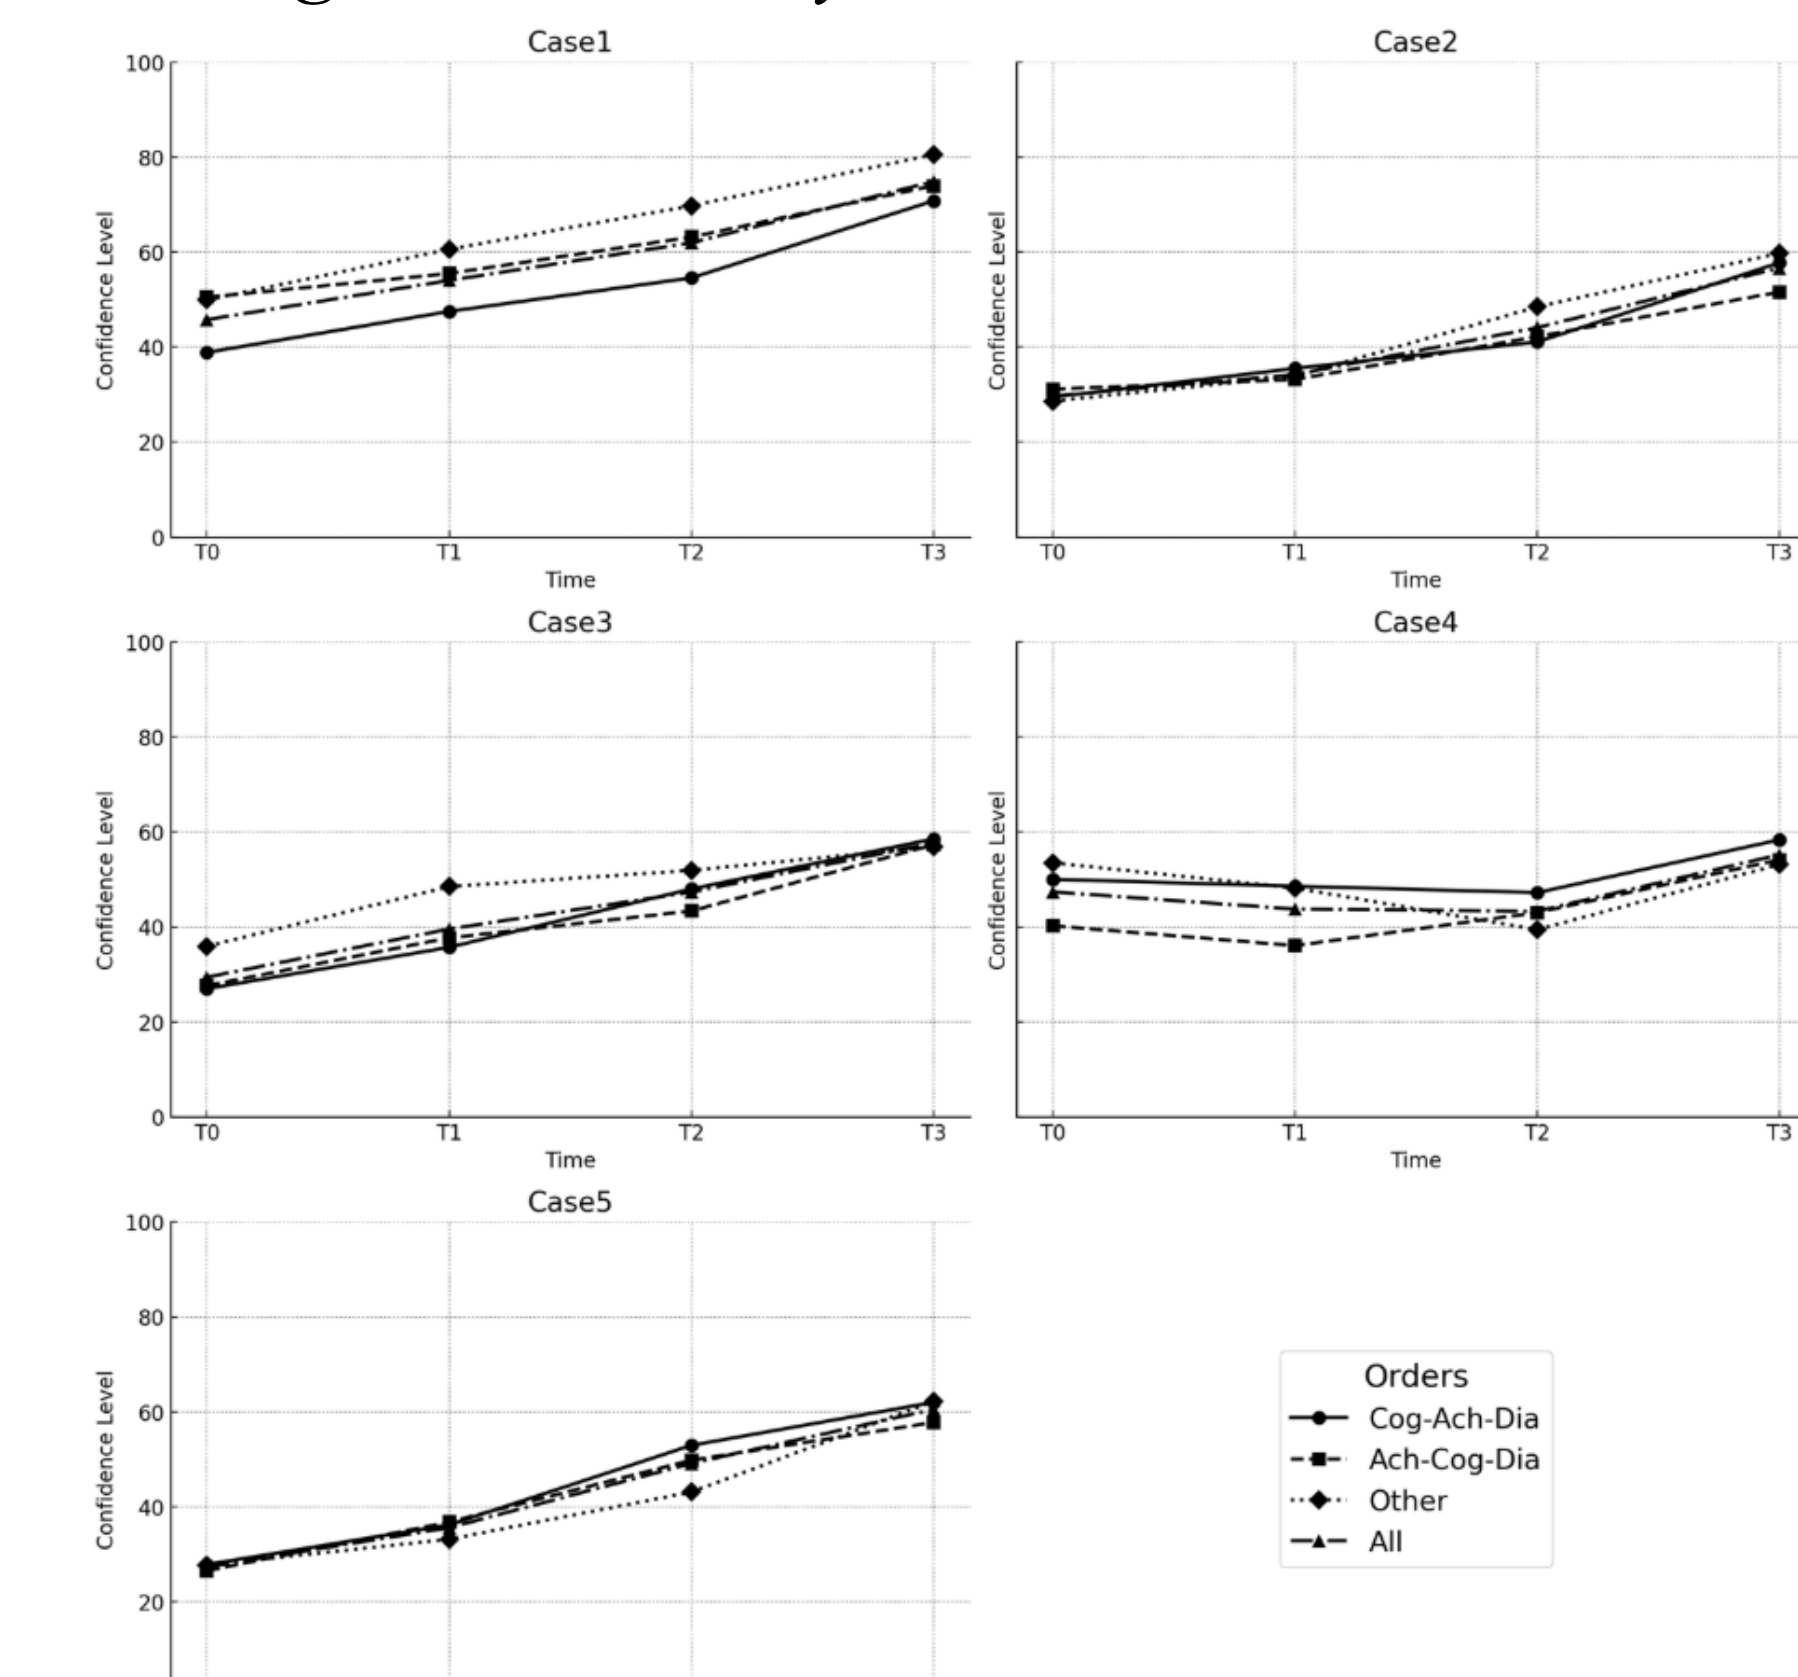 Case1
100
80
60
40
20
0
Confidence Level
T0 T1 T2 T3
Time
Case2
Confidence Level
T0 T1 T2 T3
Time
Case3
100
80
60
40
20
0
Confidence Level
T0 T1 T2 T3
Time
Case4
Confidence Level
T0 T1 T2 T3
Time
Case5
100
80
60
40
20
Confidence Level
Orders
Cog-Ach-Dia
Ach-Cog-Dia
Other
All